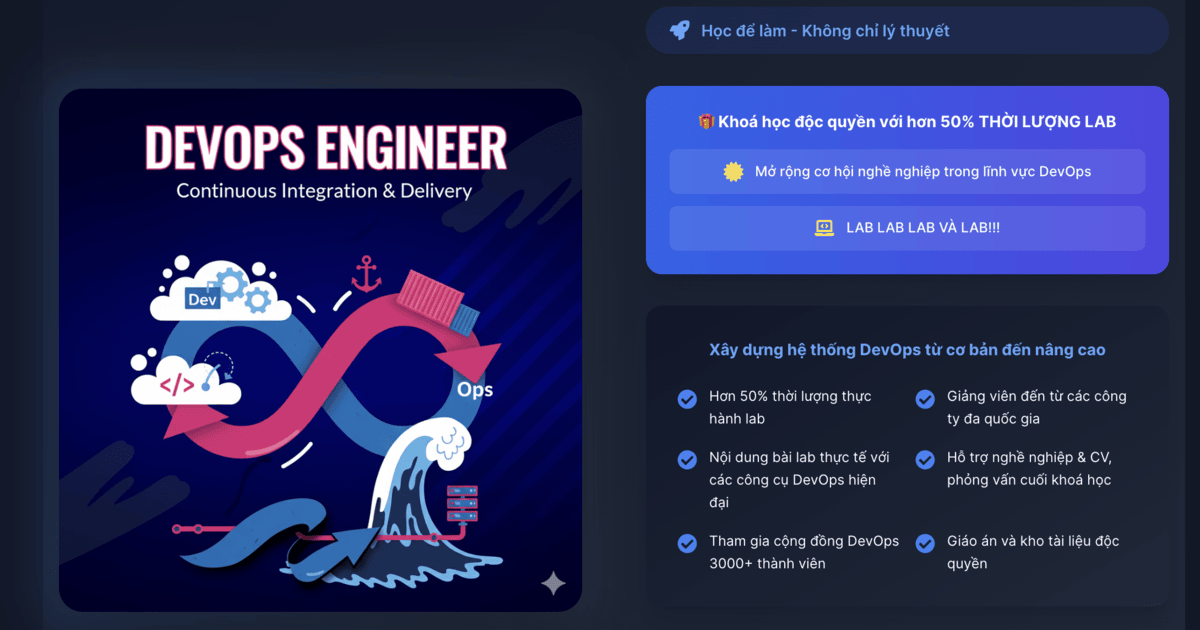 DEVOPS ENGINEER
Continuous Integration & Delivery
Dev
</>
Ops
Học để làm - Không chỉ lý thuyết
Khoá học độc quyền với hơn 50% THỜI LƯỢNG LAB
Mở rộng cơ hội nghề nghiệp trong lĩnh vực DevOps
LAB LAB LAB VÀ LAB!!!
Xây dựng hệ thống DevOps từ cơ bản đến nâng cao
Hơn 50% thời lượng thực
hành lab
Giảng viên đến từ các công
ty đa quốc gia
Nội dung bài lab thực tế với
các công cụ DevOps hiện
đại
Hỗ trợ nghề nghiệp & CV,
phỏng vấn cuối khoá học
Tham gia cộng đồng DevOps
3000+ thành viên
Giáo án và kho tài liệu độc
quyền